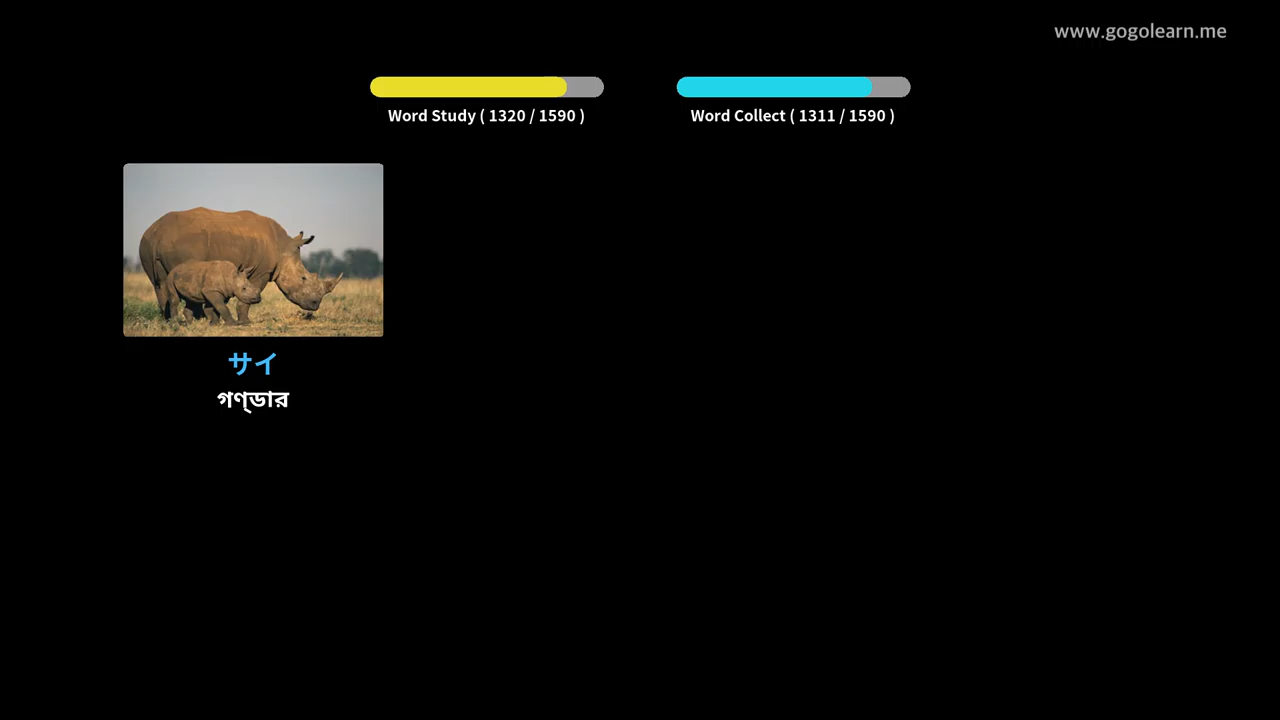 www.gogolearn.me
Word Study ( 1320 / 1590 )
Word Collect ( 1311 / 1590 )
サイ
গণ্ডার